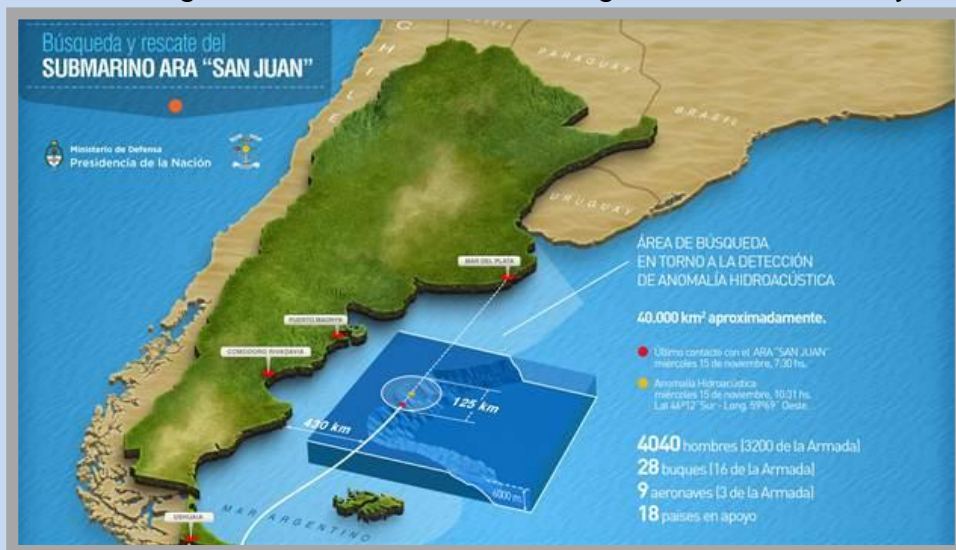 Búsqueda y rescate del
SUBMARINO ARA "SAN JUAN"
Ministerio de Defensa
Presidencia de la Nación
CHILE
PARAGUAY
BRASIL
URUGUAY
MAR DEL PLATA
PUERTO MADRYN
COMODORO RIVADAVIA
USHUAIA
ÁREA DE BÚSQUEDA
EN TORNO A LA DETECCIÓN
DE ANOMALÍA HIDROACÚSTICA
40.000 km² aproximadamente.
Último contacto con el ARA "SAN JUAN"
miércoles 15 de noviembre, 7:30 hs.
Anomalía Hidroacústica
miércoles 15 de noviembre, 10:31 hs.
125 km
430 km
6000 m.
MAR ARGENTINO
4040 hombres (3200 de la Armada)
28 buques (16 de la Armada)
9 aeronaves (3 de la Armada)
18 países en apoyo